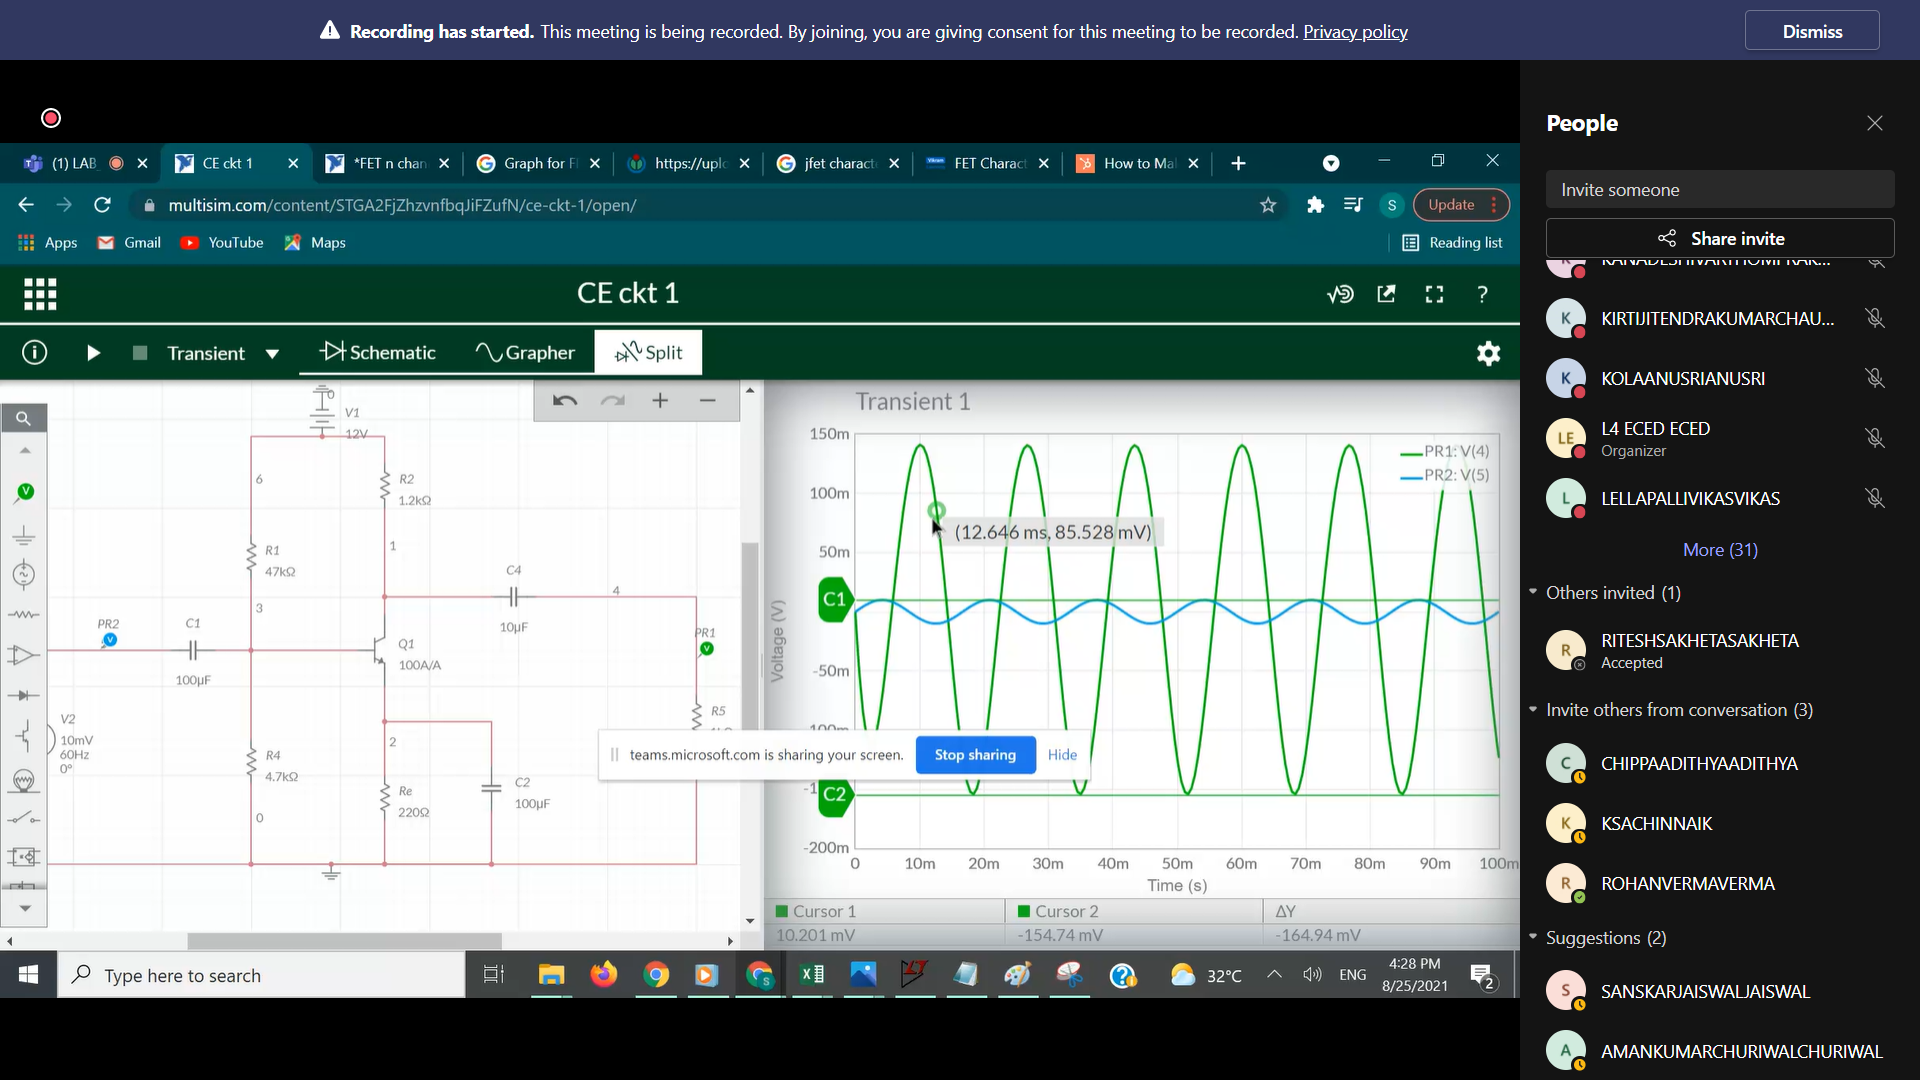 Recording has started. This meeting is being recorded. By joining, you are giving consent for this meeting to be recorded. Privacy policy
Dismiss
(1) LAB
CE ckt 1
*FET n chan
Graph for F
https://uplo
jfet charact
FET Charact
How to Mal
multisim.com/content/STGA2FjZhzvnfbqJiFZufN/ce-ckt-1/open/
S
Update
Apps
Gmail
YouTube
Maps
Reading list
CE ckt 1
?
Transient
Schematic
Grapher
Split
0
V1
12V
6
R2
1.2kΩ
1
R1
47kΩ
3
C4
10μF
4
PR2
V
C1
100μF
Q1
100A/A
PR1
V
V2
10mV
60Hz
0°
R4
4.7kΩ
0
2
Re
220Ω
C2
100μF
R5
Transient 1
150m
100m
50m
-50m
-200m
PR1: V(4)
PR2: V(5)
(12.646 ms, 85.528 mV)
C1
C2
Voltage (V)
0
10m
20m
30m
40m
50m
60m
70m
80m
90m
100m
Time (s)
teams.microsoft.com is sharing your screen.
Stop sharing
Hide
Cursor 1
Cursor 2
ΔY
10.201 mV
-154.74 mV
-164.94 mV
Type here to search
32°C
ENG
4:28 PM
8/25/2021
2
People
Invite someone
Share invite
K
KIRTIJITENDRAKUMARCHAU...
K
KOLAANUSRIANUSRI
LE
L4 ECED ECED
Organizer
L
LELLAPALLIVIKASVIKAS
More (31)
Others invited (1)
R
RITESHSAKHETASAKHETA
Accepted
Invite others from conversation (3)
C
CHIPPAADITHYAADITHYA
K
KSACHINNAIK
R
ROHANVERMAVERMA
Suggestions (2)
S
SANSKARJAISWALJAISWAL
A
AMANKUMARCHURIWALCHURIWAL